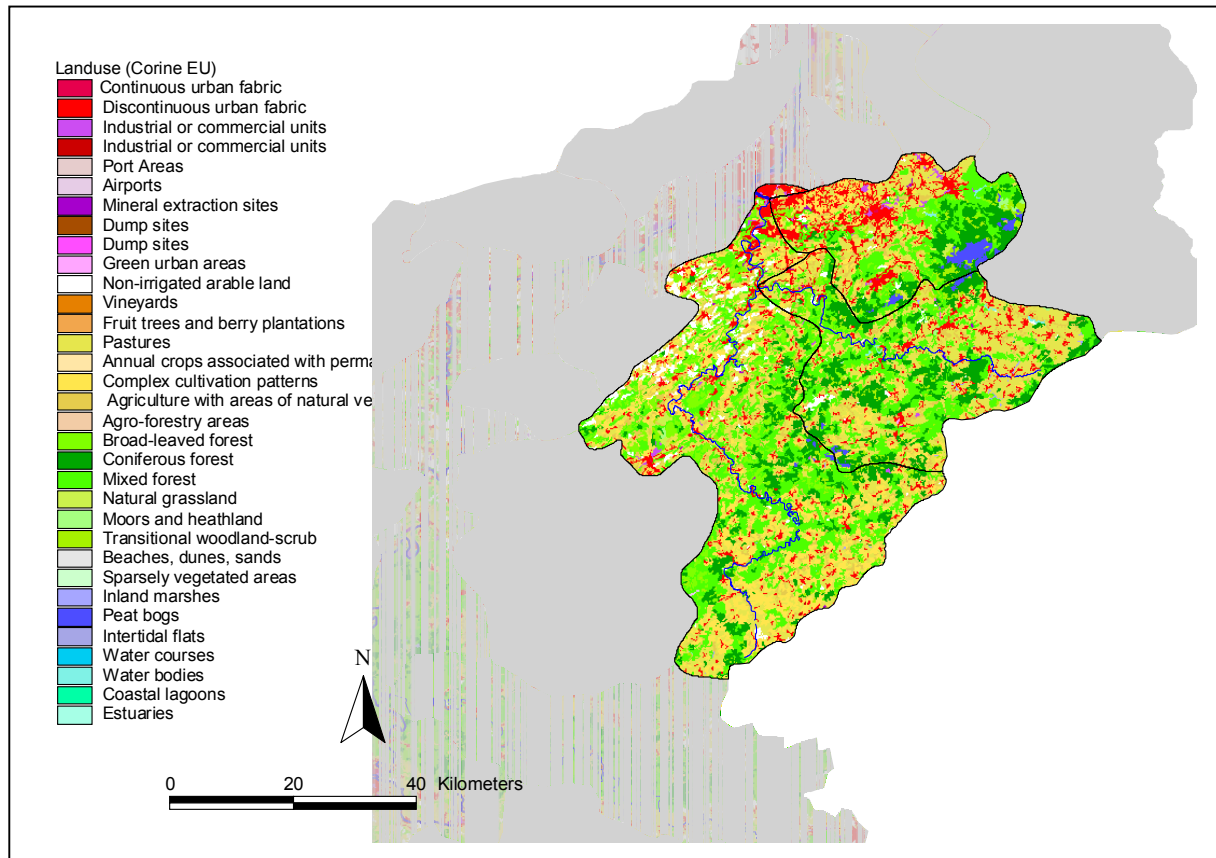 Landuse (Corine EU)
Continuous urban fabric
Discontinuous urban fabric
Industrial or commercial units
Industrial or commercial units
Port Areas
Airports
Mineral extraction sites
Dump sites
Dump sites
Green urban areas
Non-irrigated arable land
Vineyards
Fruit trees and berry plantations
Pastures
Annual crops associated with perma
Complex cultivation patterns
Agriculture with areas of natural ve
Agro-forestry areas
Broad-leaved forest
Coniferous forest
Mixed forest
Natural grassland
Moors and heathland
Transitional woodland-scrub
Beaches, dunes, sands
Sparsely vegetated areas
Inland marshes
Peat bogs
Intertidal flats
Water courses
Water bodies
Coastal lagoons
Estuaries
N
0 20 40 Kilometers